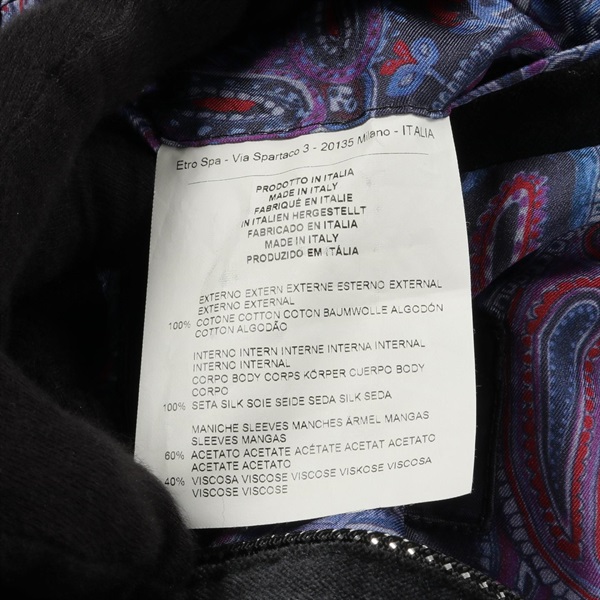 Etro Spa - Via Spartaco 3 - 20135 Milano - ITALIA
PRODOTTO IN ITALIA
MADE IN ITALY
FABRIQUÉ EN ITALIE
IN ITALIEN HERGESTELLT
FABRICADO EN ITALIA
MADE IN ITALY
PRODUZIDO EM ITÀLIA
EXTERNO EXTERN EXTERNE ESTERNO EXTERNAL
EXTERNO EXTERNAL
100% COTONE COTTON COTON BAUMWOLLE ALGODÓN
COTTON ALGODÃO
INTERNO INTERN INTERNE INTERNA INTERNAL
INTERNO INTERNAL
CORPO BODY CORPS KÖRPER CUERPO BODY
CORPO
100% SETA SILK SOIE SEIDE SEDA SILK SEDA
MANICHE SLEEVES MANCHES ÄRMEL MANGAS
SLEEVES MANGAS
60% ACETATO ACETATE ACÉTATE ACETAT ACETATO
ACETATE ACETATO
40% VISCOSA VISCOSE VISCOSE VISKOSE VISCOSA
VISCOSE VISCOSE